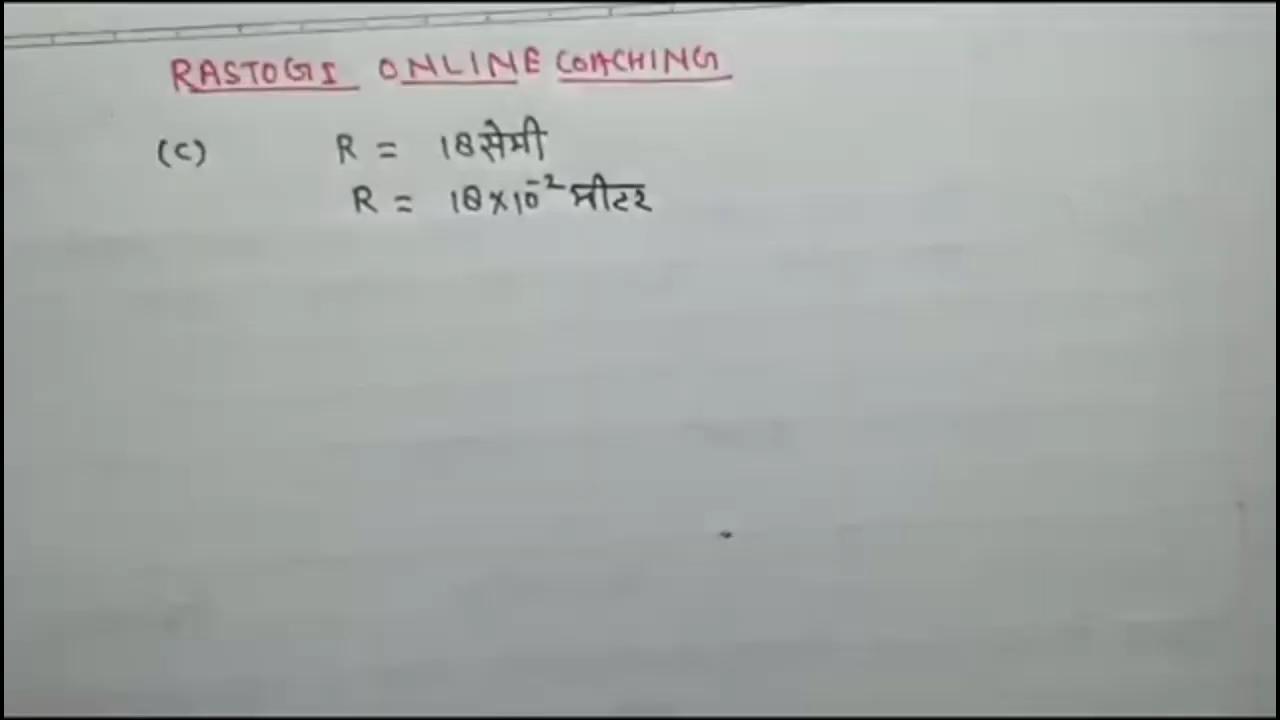 RASTOGI ONLINE COACHING
(C) R = 18सेमी
R = 18×10⁻² मीटर